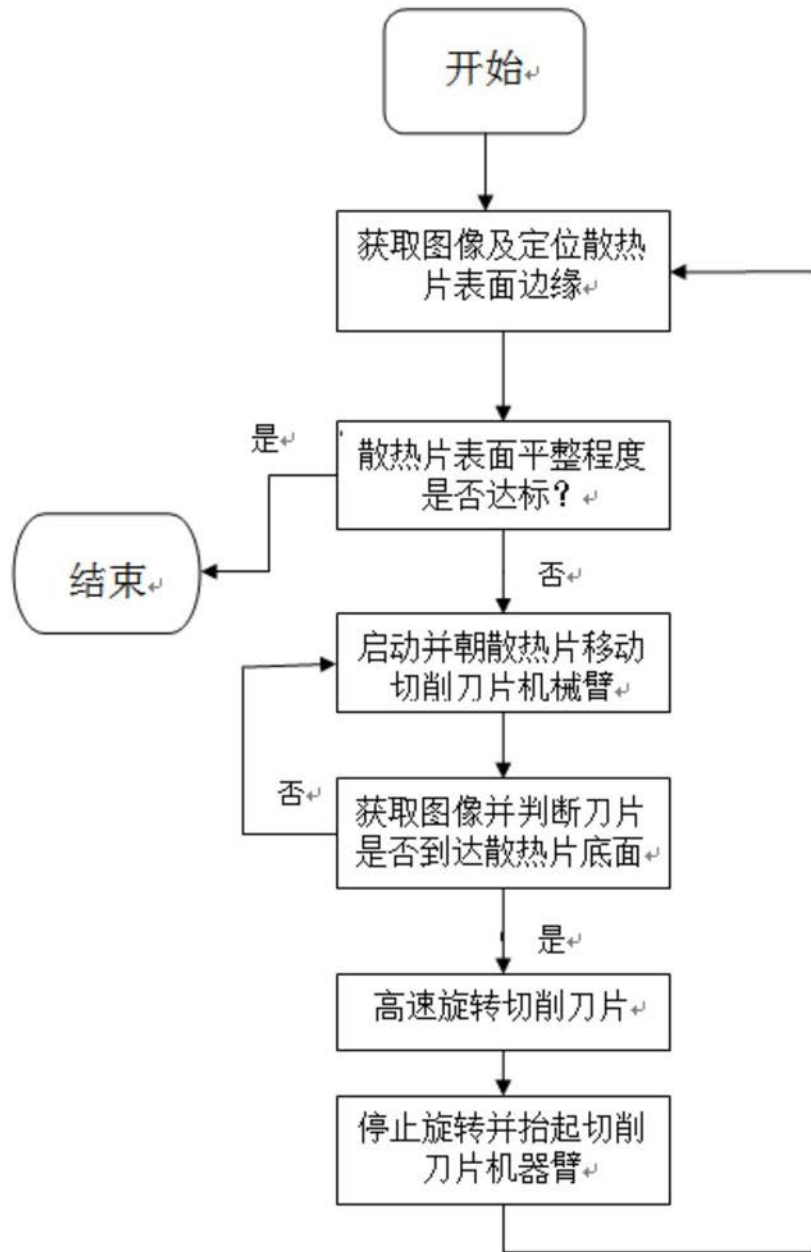 开始
获取图像及定位散热
片表面边缘
是
散热片表面平整程度
是否达标？
结束
否
启动并朝散热片移动
切削刀片机械臂
否
获取图像并判断刀片
是否到达散热片底面
是
高速旋转切削刀片
停止旋转并抬起切削
刀片机器臂